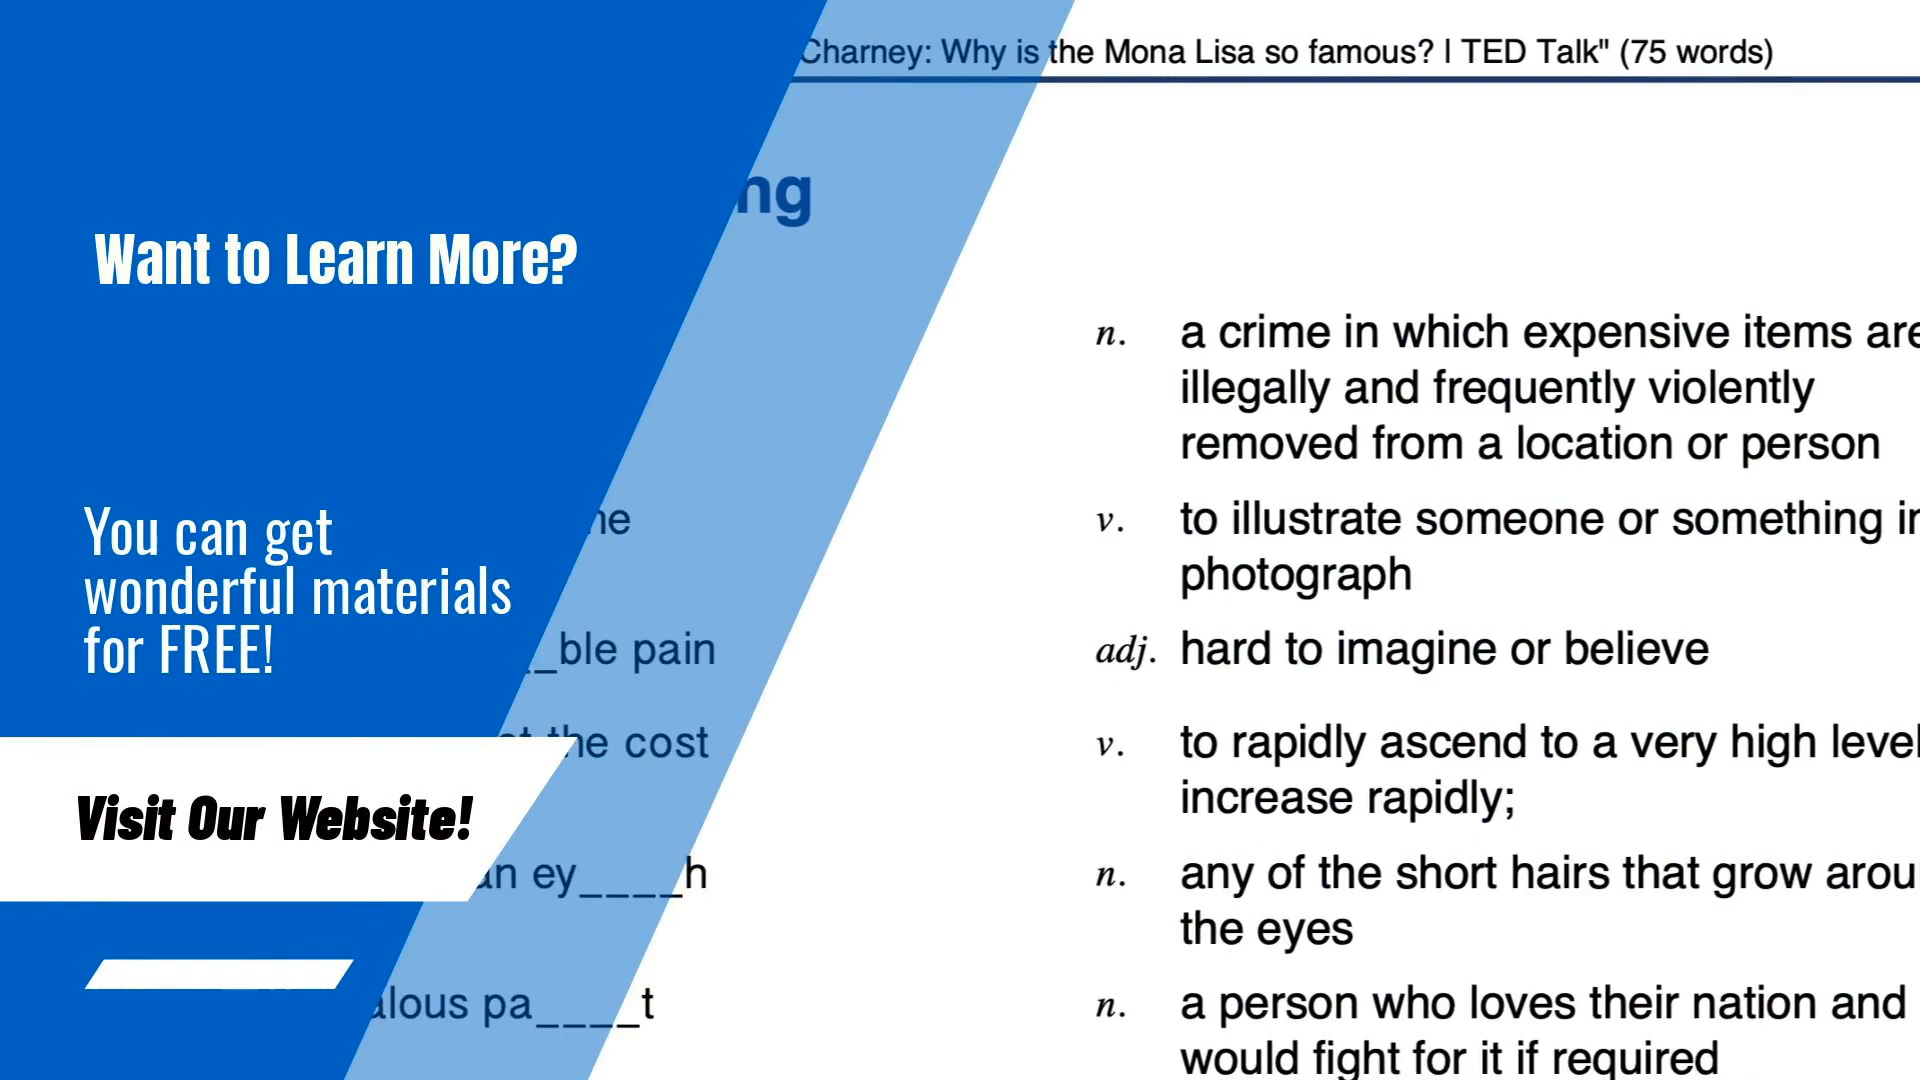 Charney: Why is the Mona Lisa so famous? | TED Talk" (75 words)
ng
Want to Learn More?
You can get
wonderful materials
for FREE!
Visit Our Website!
ble pain
the cost
an ey____h
alous pa____t
n. a crime in which expensive items are
illegally and frequently violently
removed from a location or person
v. to illustrate someone or something in
photograph
adj. hard to imagine or believe
v. to rapidly ascend to a very high level
increase rapidly;
n. any of the short hairs that grow arou
the eyes
n. a person who loves their nation and
would fight for it if required